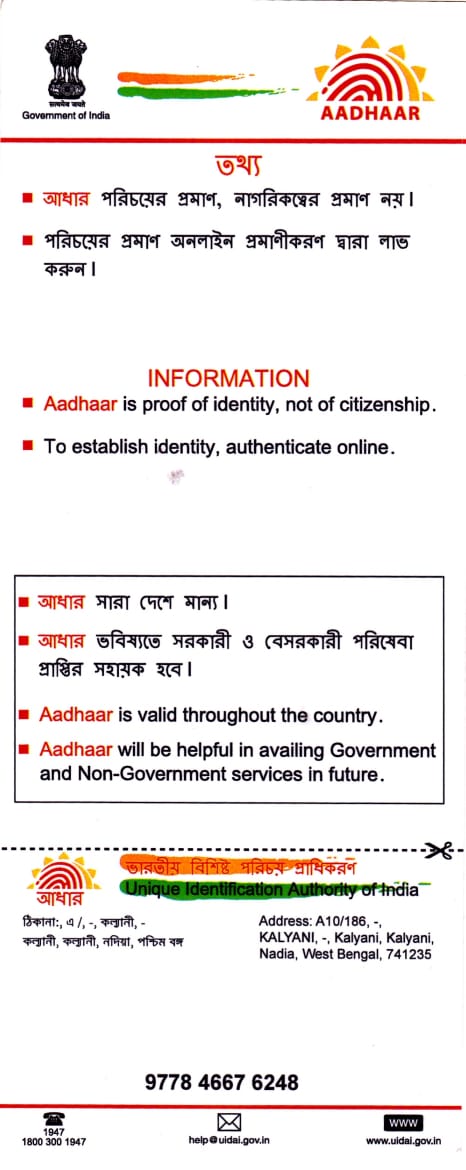 सत्यमेव जयते
Government of India
AADHAAR
তথ্য
আধার পরিচয়ের প্রমাণ, নাগরিকত্বের প্রমাণ নয়।
পরিচয়ের প্রমাণ অনলাইন প্রমাণীকরণ দ্বারা লাভ
করুন।
INFORMATION
Aadhaar is proof of identity, not of citizenship.
To establish identity, authenticate online.
আধার সারা দেশে মান্য।
আধার ভবিষ্যতে সরকারী ও বেসরকারী পরিষেবা
প্রাপ্তির সহায়ক হবে।
Aadhaar is valid throughout the country.
Aadhaar will be helpful in availing Government
and Non-Government services in future.
ভারতীয় বিশিষ্ট পরিচয় প্রাধিকরণ
Unique Identification Authority of India
আধার
ঠিকানা:, এ /, -, কল্যানী, -
কল্যানী, কল্যানী, নদিয়া, পশ্চিম বঙ্গ
Address: A10/186, -,
KALYANI, -, Kalyani, Kalyani,
Nadia, West Bengal, 741235
9778 4667 6248
1947
1800 300 1947
help@uidai.gov.in
WWW
www.uidai.gov.in